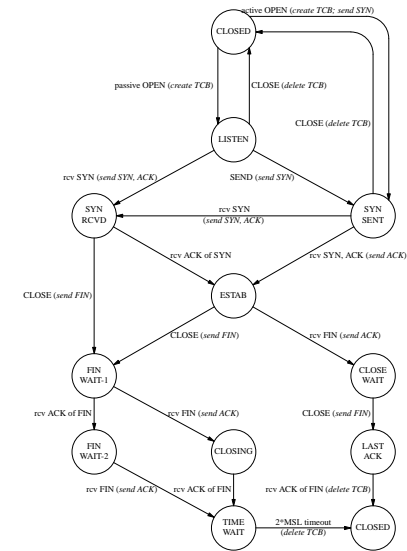 active OPEN (create TCB; send SYN)
CLOSED
passive OPEN (create TCB)
CLOSE (delete TCB)
CLOSE (delete TCB)
LISTEN
rcv SYN (send SYN, ACK)
SEND (send SYN)
SYN
RCVD
rcv SYN
(send SYN, ACK)
SYN
SENT
rcv ACK of SYN
rcv SYN, ACK (send ACK)
CLOSE (send FIN)
ESTAB
CLOSE (send FIN)
rcv FIN (send ACK)
FIN
WAIT-1
CLOSE
WAIT
rcv ACK of FIN
rcv FIN (send ACK)
CLOSE (send FIN)
FIN
WAIT-2
CLOSING
LAST
ACK
rcv FIN (send ACK)
rcv ACK of FIN
rcv ACK of FIN (delete TCB)
TIME
WAIT
2*MSL timeout
(delete TCB)
CLOSED